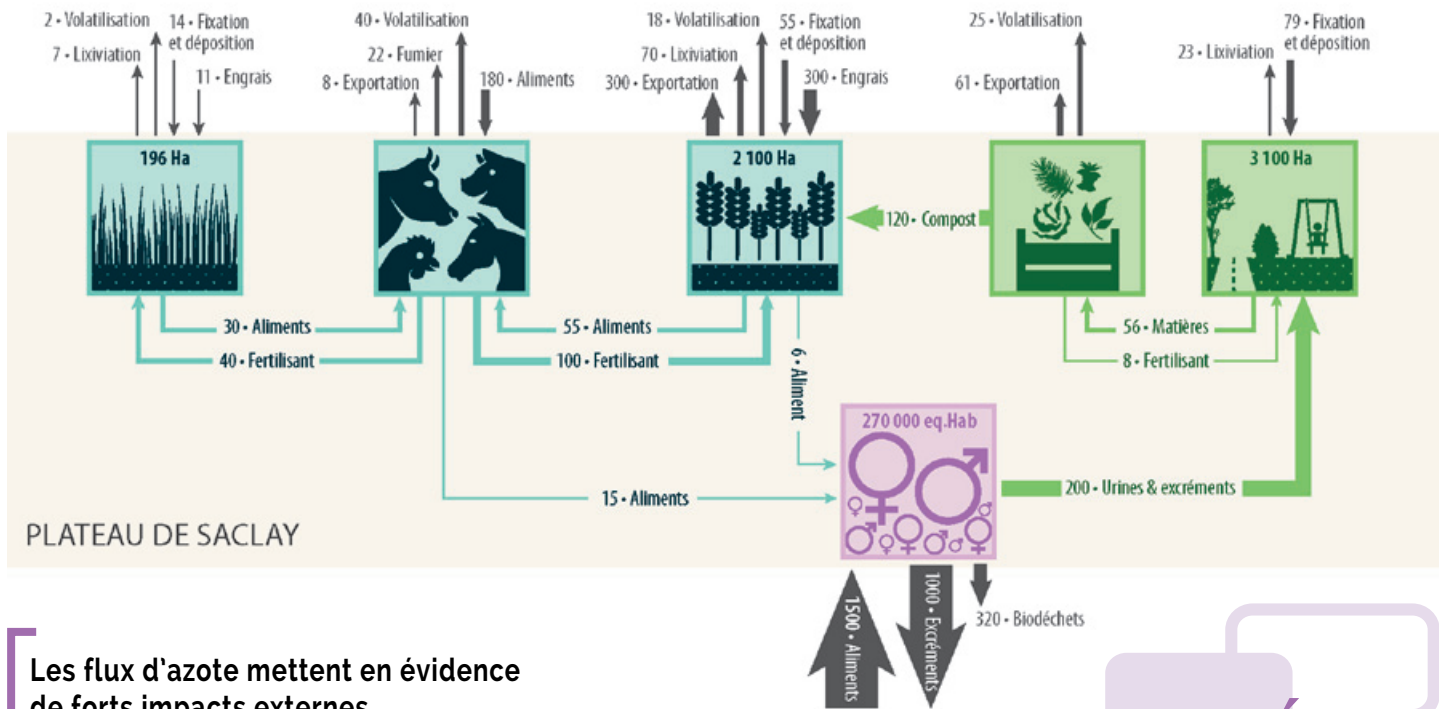 2 • Volatilisation
7 • Lixiviation
14 • Fixation
et déposition
11 • Engrais
40 • Volatilisation
22 • Fumier
8 • Exportation
180 • Aliments
18 • Volatilisation
70 • Lixiviation
300 • Exportation
55 • Fixation
et déposition
300 • Engrais
25 • Volatilisation
61 • Exportation
79 • Fixation
et déposition
23 • Lixiviation
196 Ha
2 100 Ha
3 100 Ha
120 • Compost
30 • Aliments
40 • Fertilisant
55 • Aliments
100 • Fertilisant
6 • Aliment
56 • Matières
8 • Fertilisant
270 000 eq.Hab
15 • Aliments
200 • Urines & excréments
PLATEAU DE SACLAY
1500 • Aliments
1000 • Excréments
320 • Biodéchets
Les flux d'azote mettent en évidence
de forts impacts externes